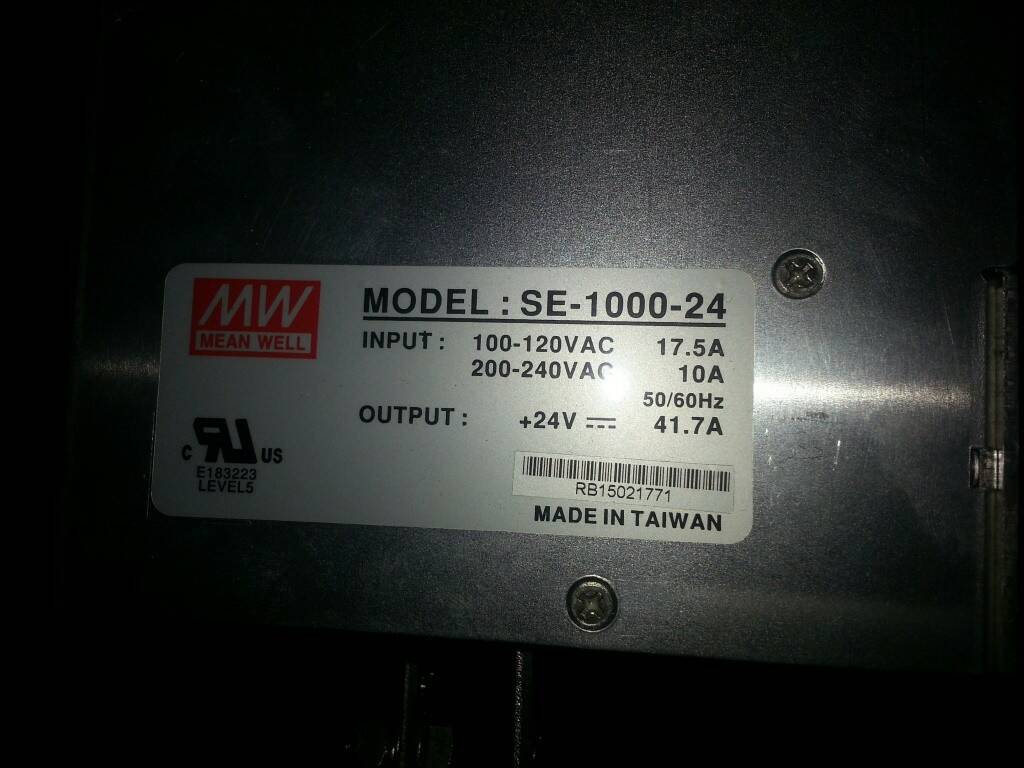 MW
MEAN WELL
MODEL : SE-1000-24
INPUT : 100-120VAC 17.5A
200-240VAC 10A
50/60Hz
OUTPUT : +24V ⎓ 41.7A
C RU US
E183223
LEVEL5
RB15021771
MADE IN TAIWAN